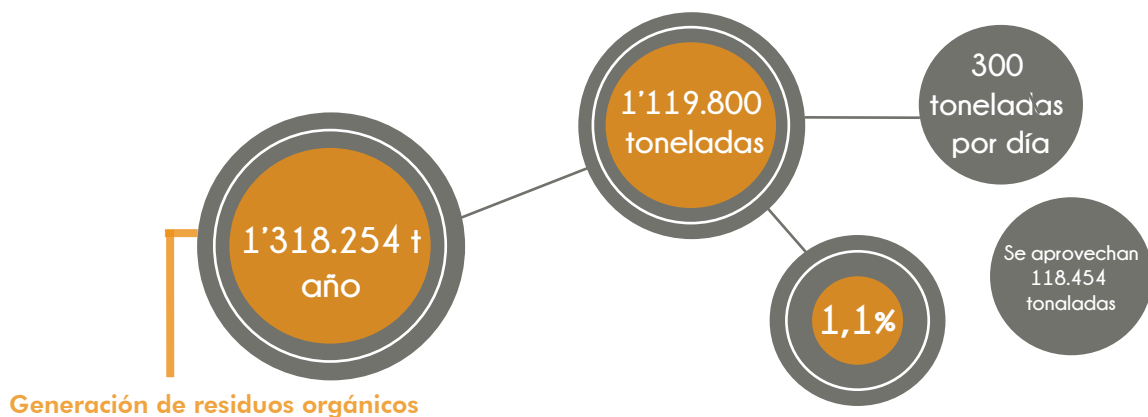 1'318.254 t
año
Generación de residuos orgánicos
1'119.800
toneladas
300
toneladas
por día
1,1%
Se aprovechan
118.454
tonaladas